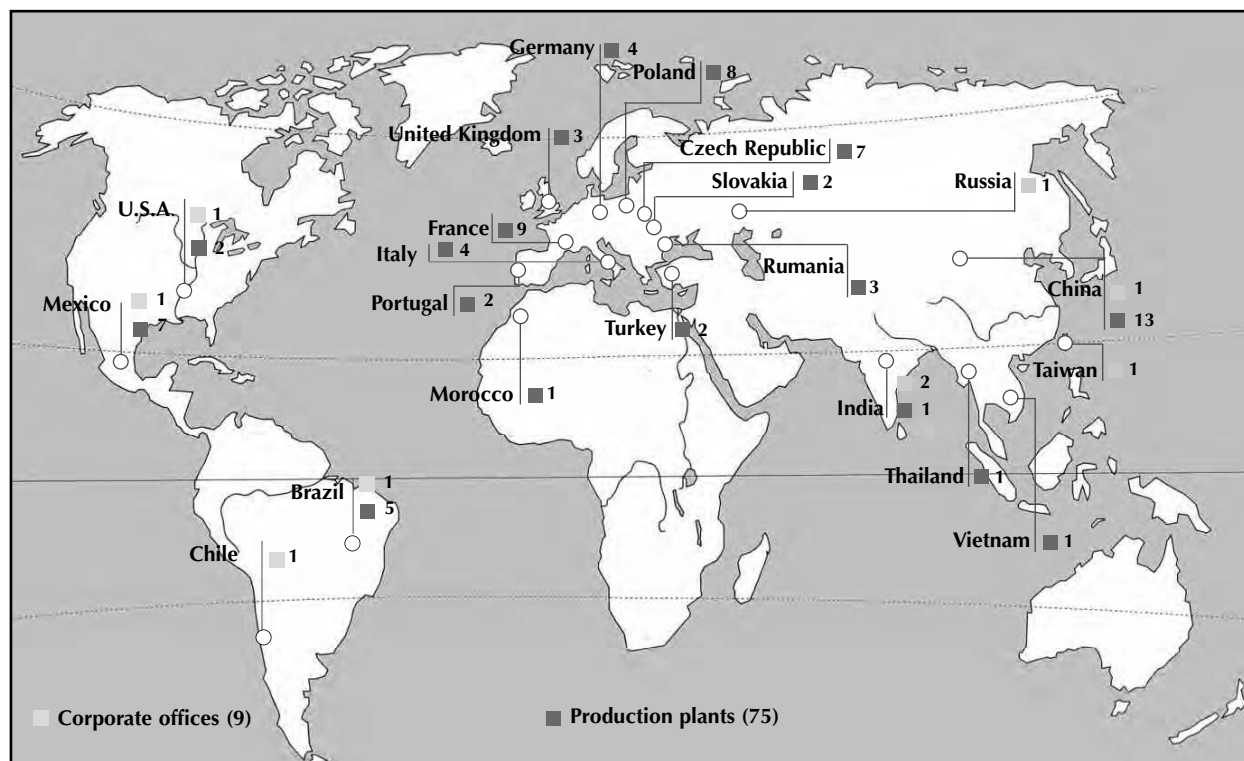 Germany 4
Poland 8
United Kingdom 3
Czech Republic 7
Slovakia 2
Russia 1
U.S.A. 1
2
France 9
Italy 4
Rumania 3
China 1
13
Mexico 1
7
Portugal 2
Turkey 2
Taiwan 1
Morocco 1
India 2
1
Thailand 1
Brazil 1
5
Vietnam 1
Chile 1
Corporate offices (9)
Production plants (75)